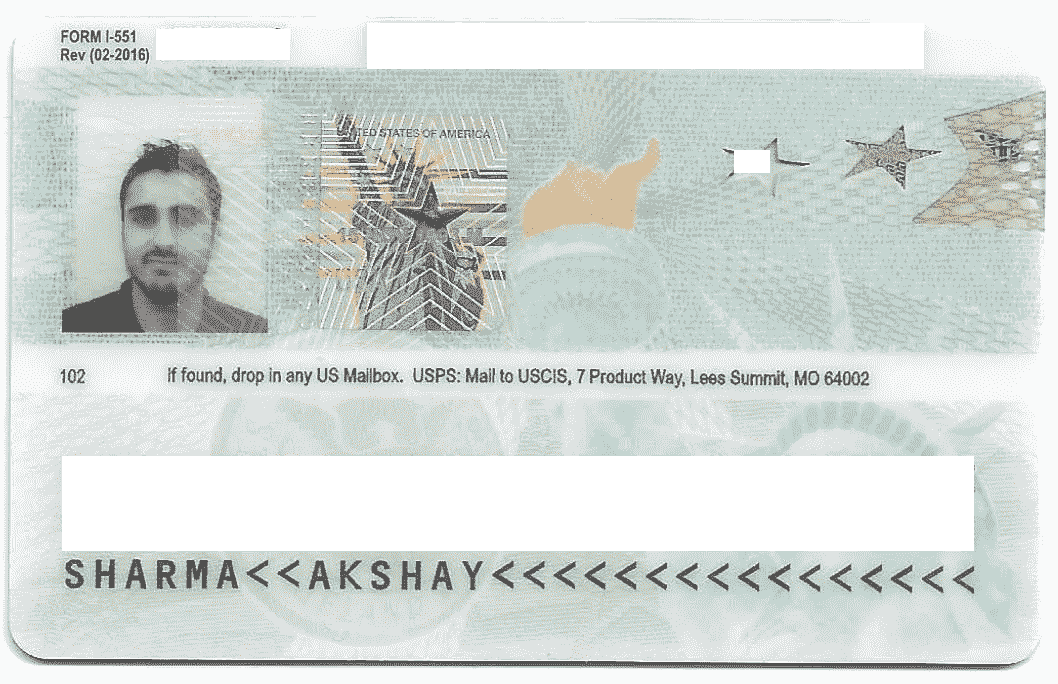 FORM I-551
Rev (02-2016)
UNITED STATES OF AMERICA
102 If found, drop in any US Mailbox. USPS: Mail to USCIS, 7 Product Way, Lees Summit, MO 64002
SHARMA<<AKSHAY<<<<<<<<<<<<<<<<